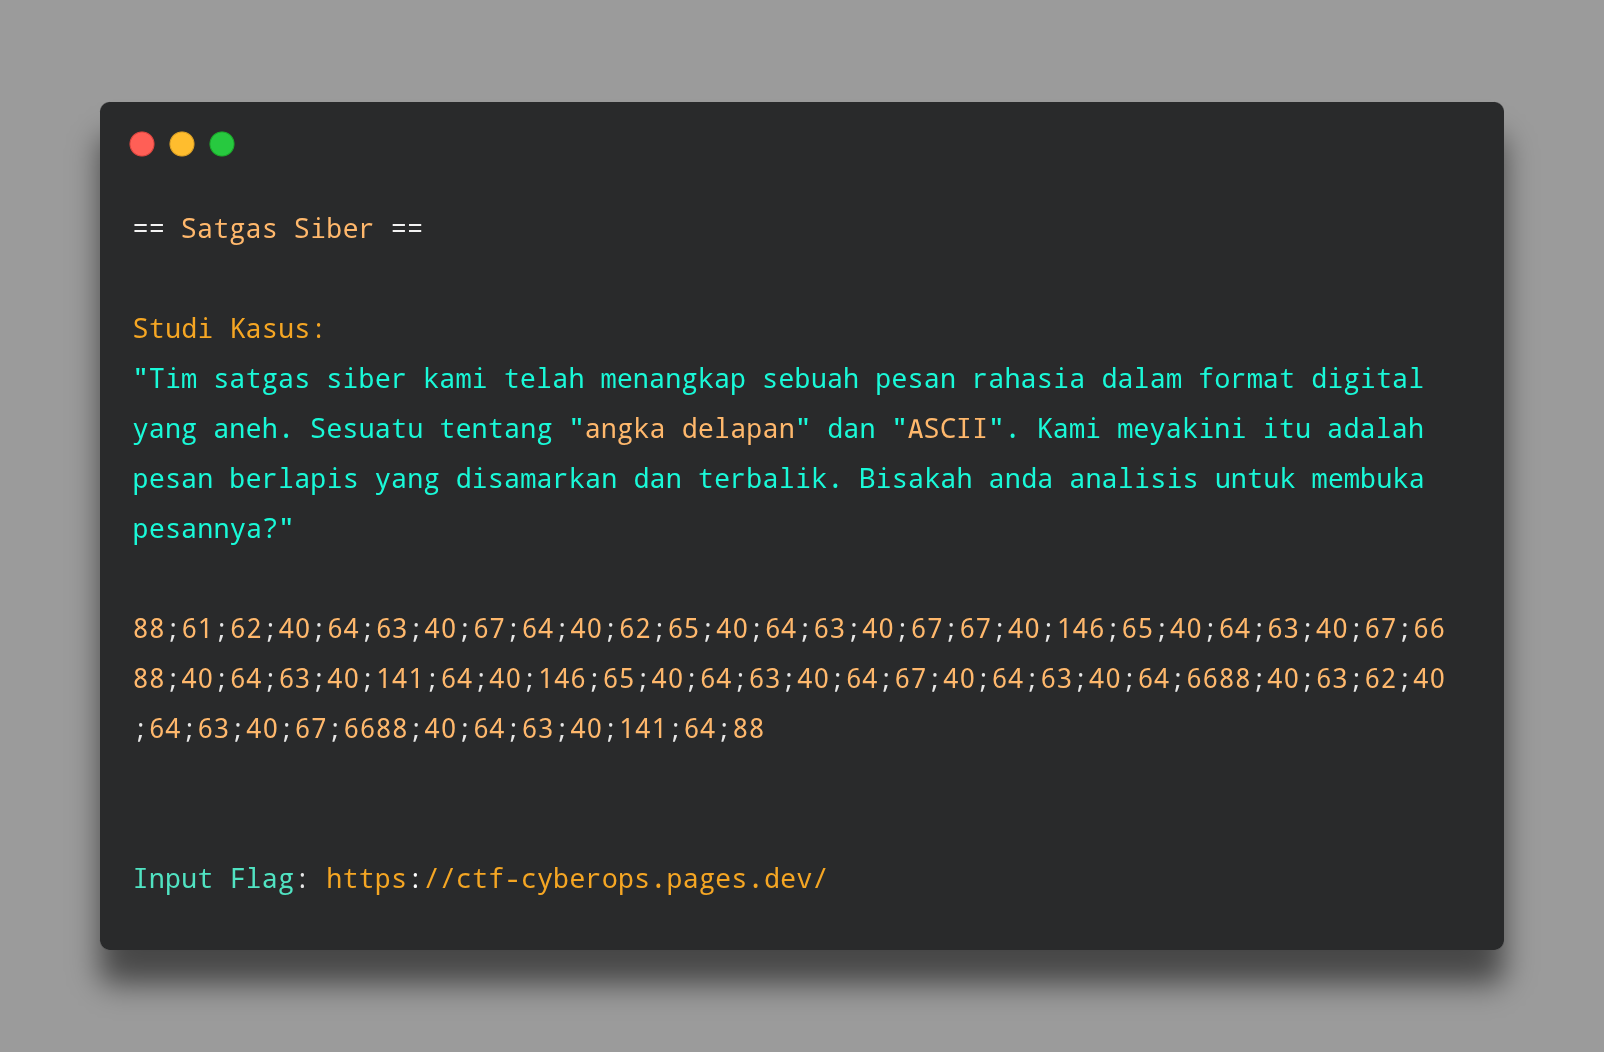 == Satgas Siber ==
Studi Kasus:
"Tim satgas siber kami telah menangkap sebuah pesan rahasia dalam format digital
yang aneh. Sesuatu tentang "angka delapan" dan "ASCII". Kami meyakini itu adalah
pesan berlapis yang disamarkan dan terbalik. Bisakah anda analisis untuk membuka
pesannya?"
88;61;62;40;64;63;40;67;64;40;62;65;40;64;63;40;67;67;40;146;65;40;64;63;40;67;66
88;40;64;63;40;141;64;40;146;65;40;64;63;40;64;67;40;64;63;40;64;6688;40;63;62;40
;64;63;40;67;6688;40;64;63;40;141;64;88
Input Flag: https://ctf-cyberops.pages.dev/